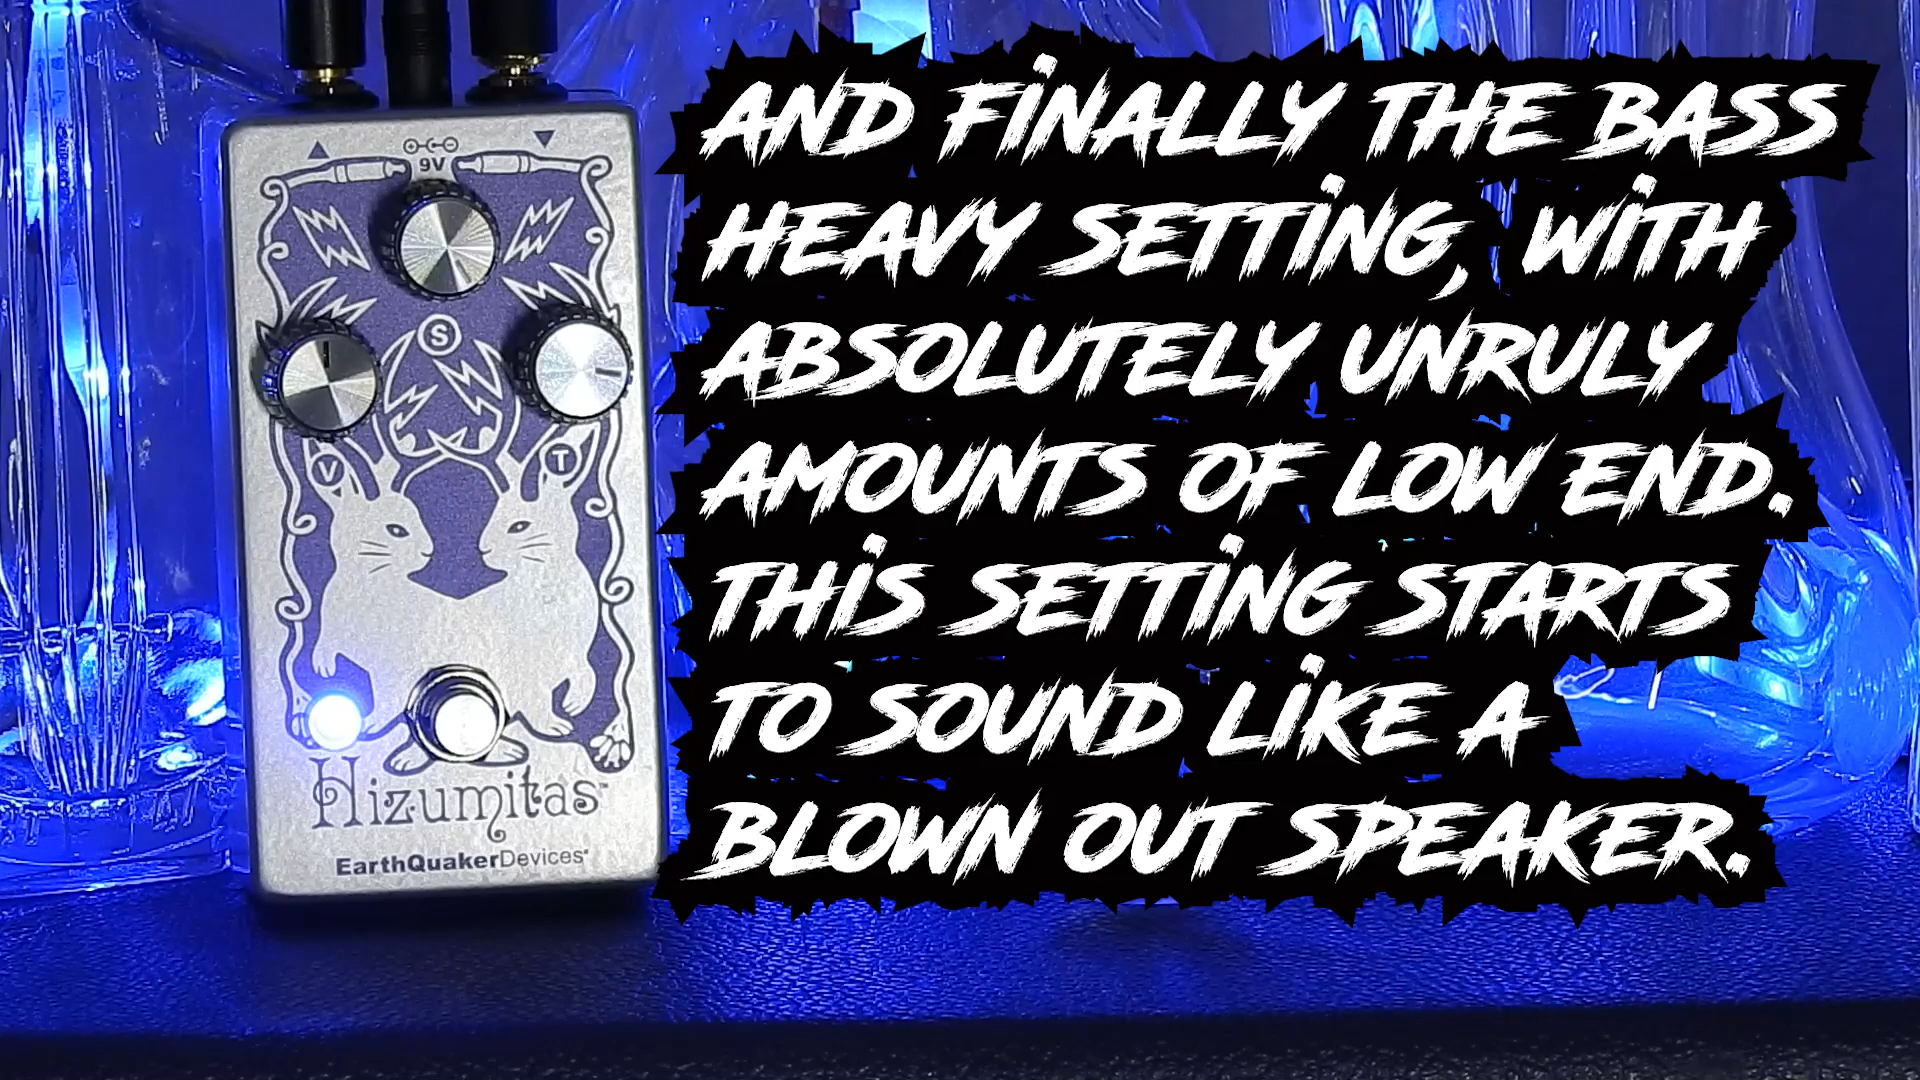 9V
S
V
T
Hizumitas™
EarthQuakerDevices®
AND FINALLY THE BASS
HEAVY SETTING, WITH
ABSOLUTELY UNRULY
AMOUNTS OF LOW END.
THIS SETTING STARTS
TO SOUND LIKE A
BLOWN OUT SPEAKER.